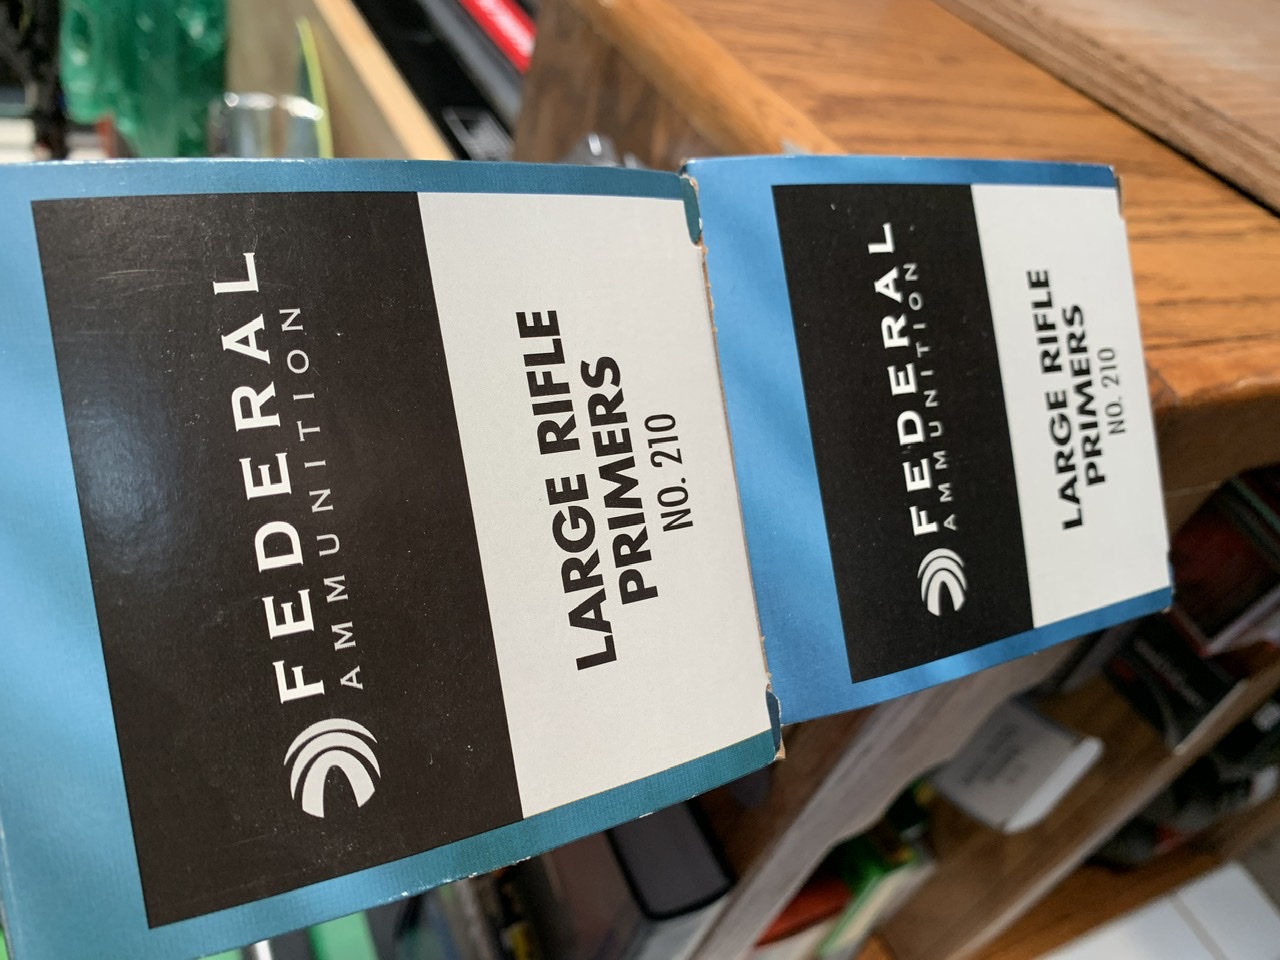 FEDERAL
AMMUNITION
LARGE RIFLE
PRIMERS
NO. 210
FEDERAL
AMMUNITION
LARGE RIFLE
PRIMERS
NO. 210